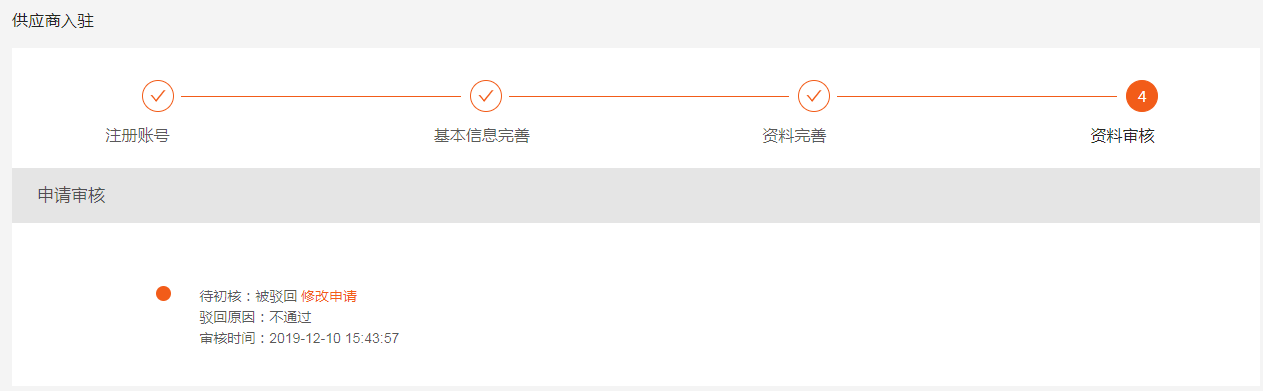 供应商入驻
4
注册账号 基本信息完善 资料完善 资料审核
申请审核
待初核：被驳回 修改申请
驳回原因：不通过
审核时间：2019-12-10 15:43:57